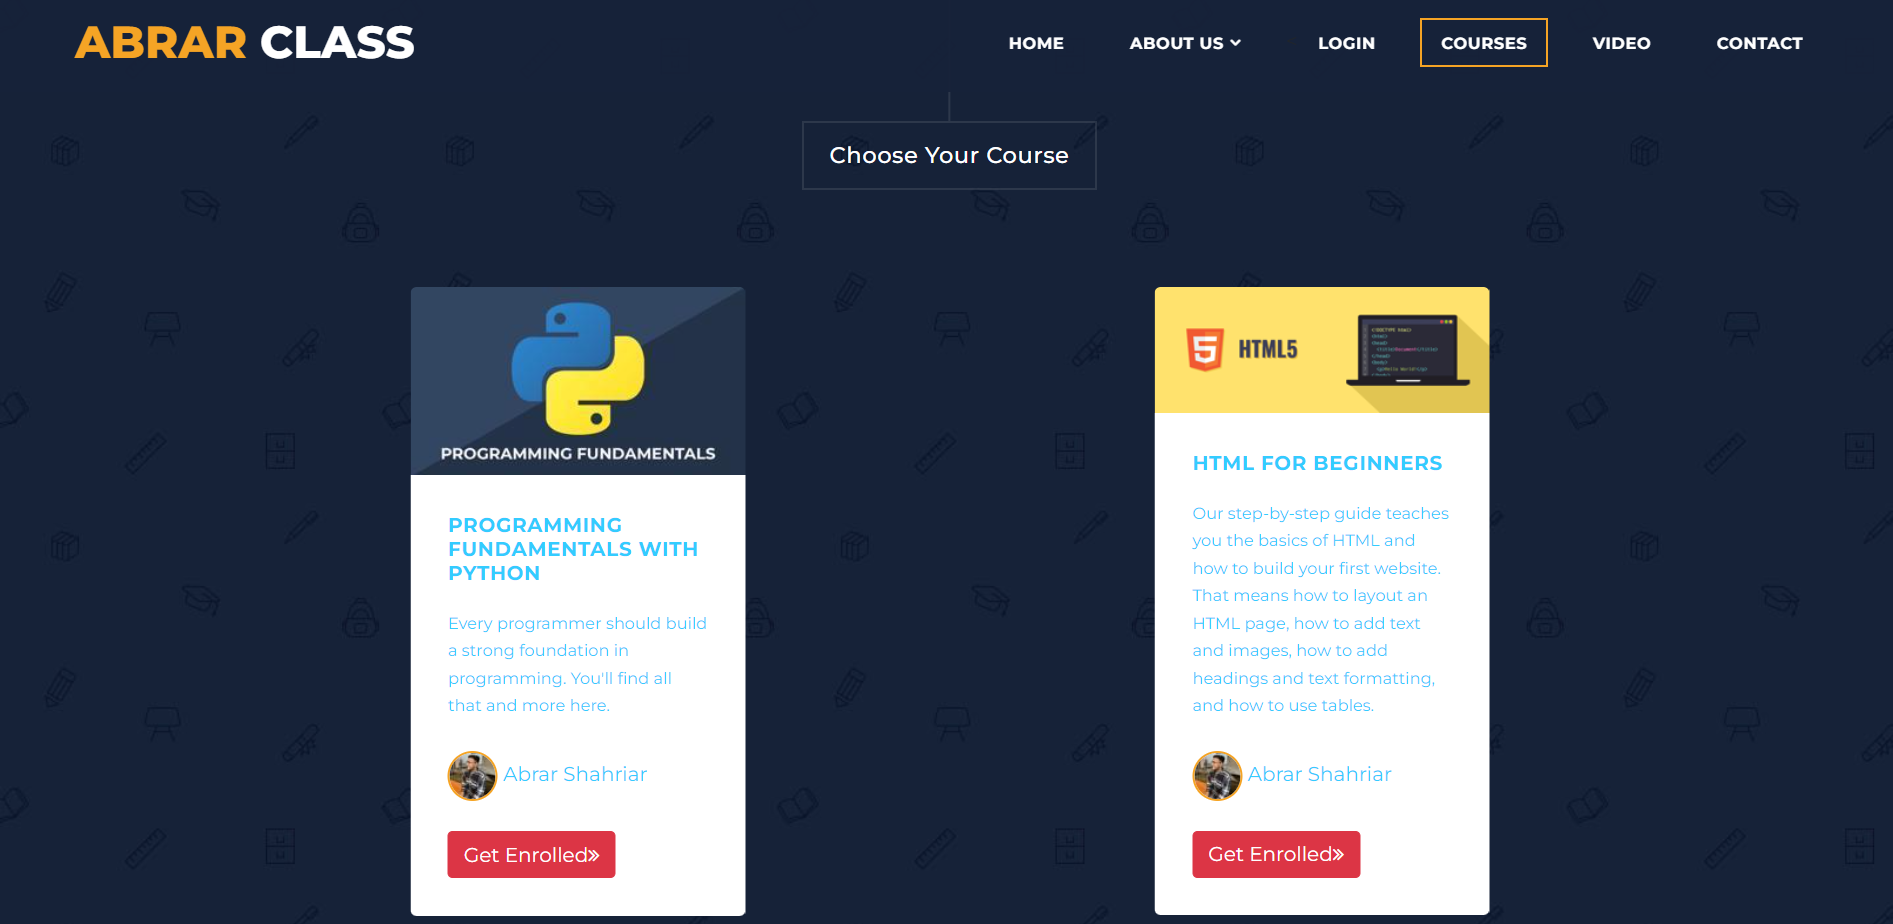 ABRAR CLASS
HOME ABOUT US LOGIN COURSES VIDEO CONTACT
Choose Your Course
PROGRAMMING FUNDAMENTALS
PROGRAMMING
FUNDAMENTALS WITH
PYTHON
Every programmer should build
a strong foundation in
programming. You'll find all
that and more here.
Abrar Shahriar
Get Enrolled»
5 HTML5
HTML FOR BEGINNERS
Our step-by-step guide teaches
you the basics of HTML and
how to build your first website.
That means how to layout an
HTML page, how to add text
and images, how to add
headings and text formatting,
and how to use tables.
Abrar Shahriar
Get Enrolled»